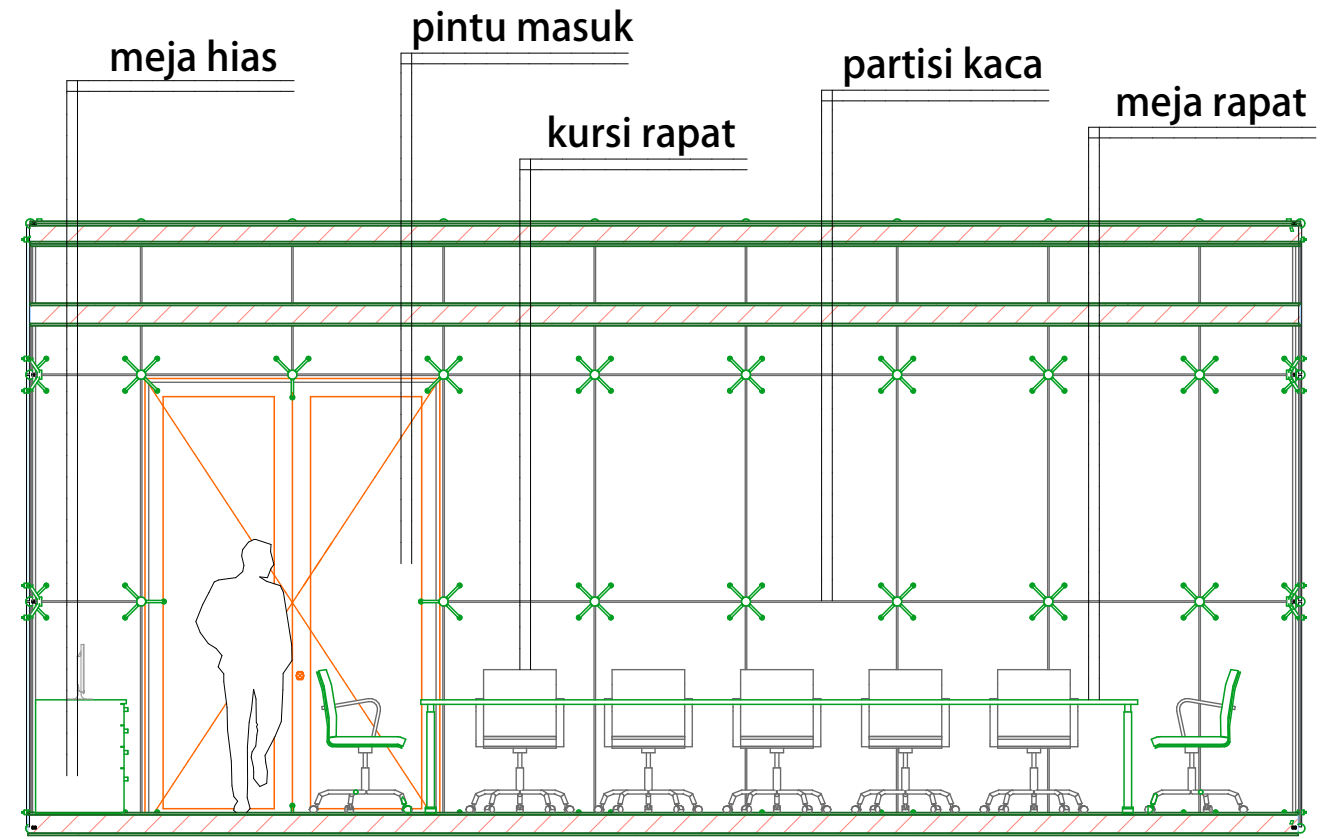 meja hias
pintu masuk
kursi rapat
partisi kaca
meja rapat